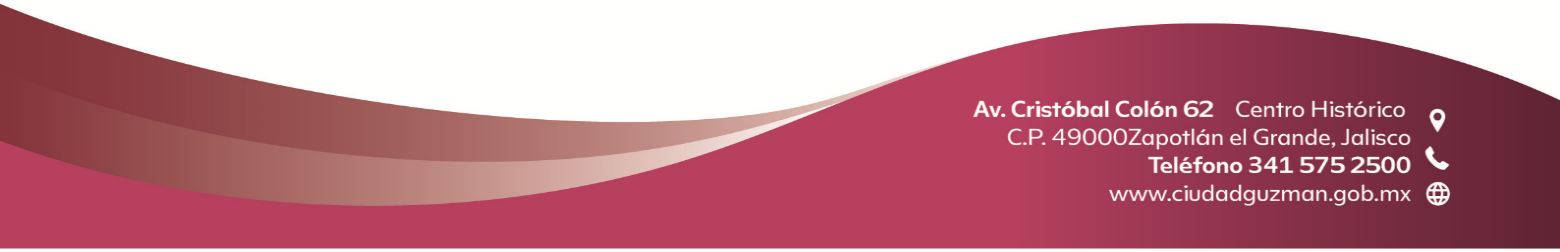 Av. Cristóbal Colón 62 Centro Histórico
C.P. 49000Zapotlán el Grande, Jalisco
Teléfono 341 575 2500
www.ciudadguzman.gob.mx